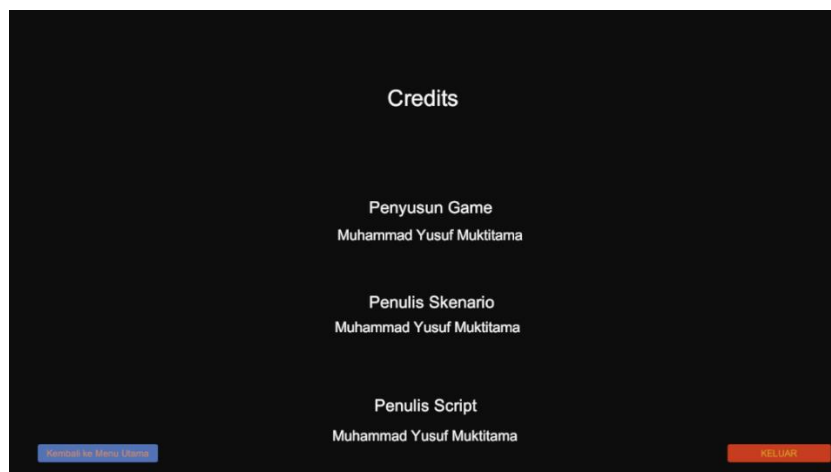 Credits
Penyusun Game
Muhammad Yusuf Muktitama
Penulis Skenario
Muhammad Yusuf Muktitama
Penulis Script
Muhammad Yusuf Muktitama
Kembali ke Menu Utama
KELUAR